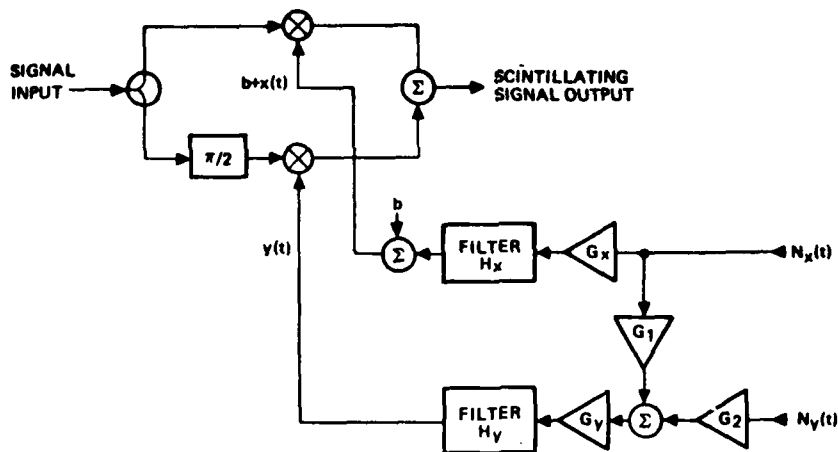 SIGNAL
INPUT
b+x(t)
Σ
SCINTILLATING
SIGNAL OUTPUT
π/2
y(t)
b
Σ
FILTER
Hx
Gx
Nx(t)
G1
FILTER
Hy
Gy
Σ
G2
Ny(t)